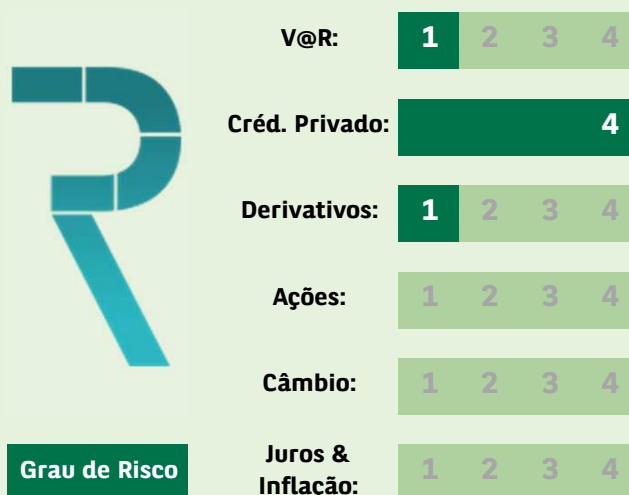 V@R: 1 2 3 4
Créd. Privado: 4
Derivativos: 1 2 3 4
Ações: 1 2 3 4
Câmbio: 1 2 3 4
Grau de Risco
Juros &
Inflação: 1 2 3 4